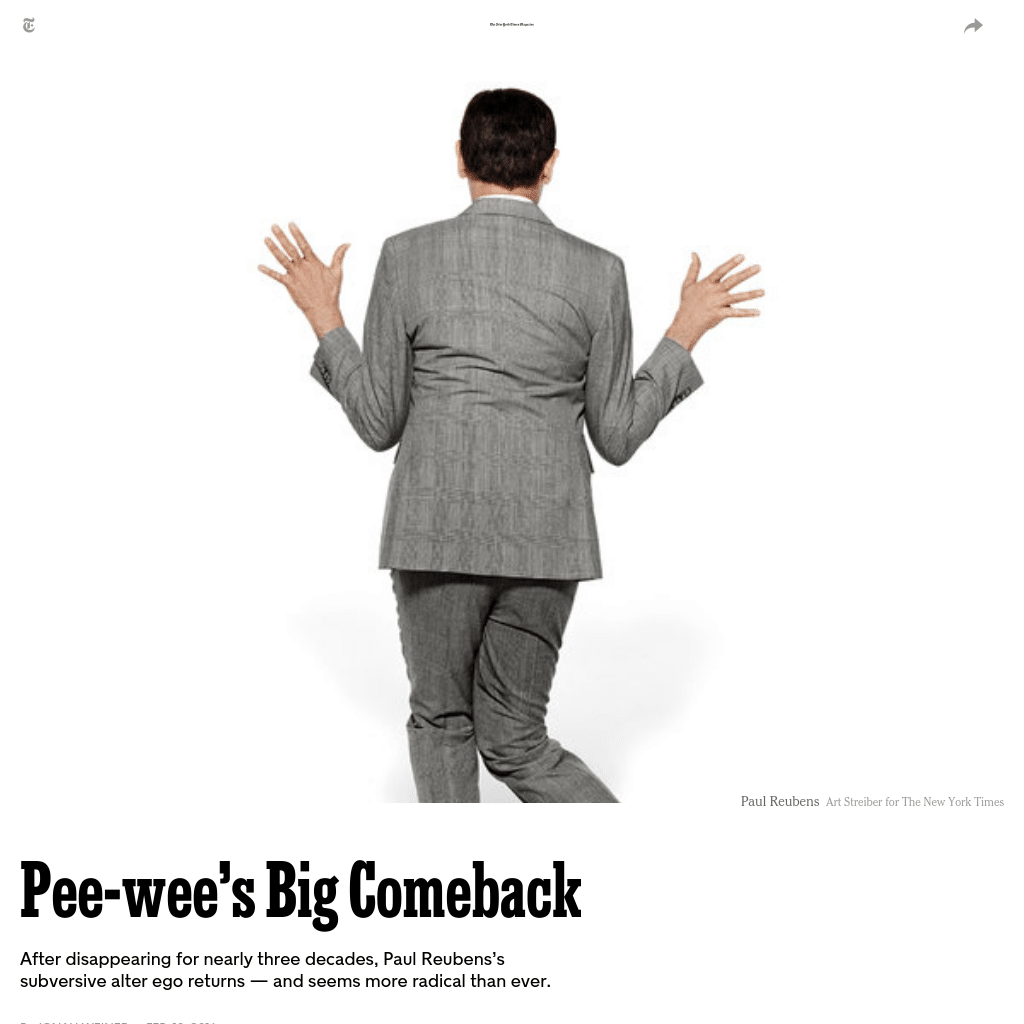 The New York Times Magazine
Paul Reubens Art Streiber for The New York Times
Pee-wee’s Big Comeback
After disappearing for nearly three decades, Paul Reubens’s
subversive alter ego returns — and seems more radical than ever.